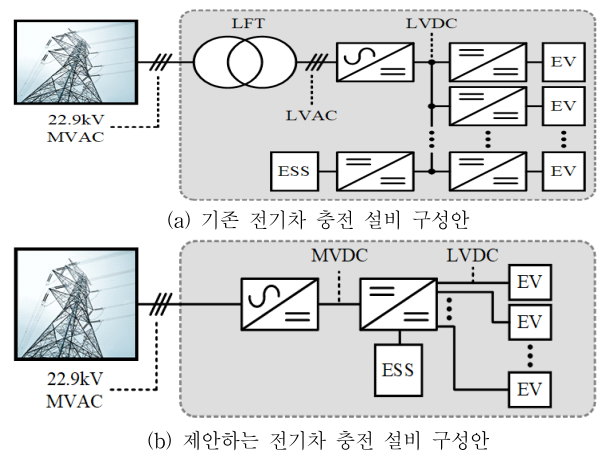 LFT
LVDC
EV
22.9kV
MVAC
LVAC
EV
ESS
EV
(a) 기존 전기차 충전 설비 구성안
MVDC
LVDC
EV
EV
ESS
EV
22.9kV
MVAC
(b) 제안하는 전기차 충전 설비 구성안